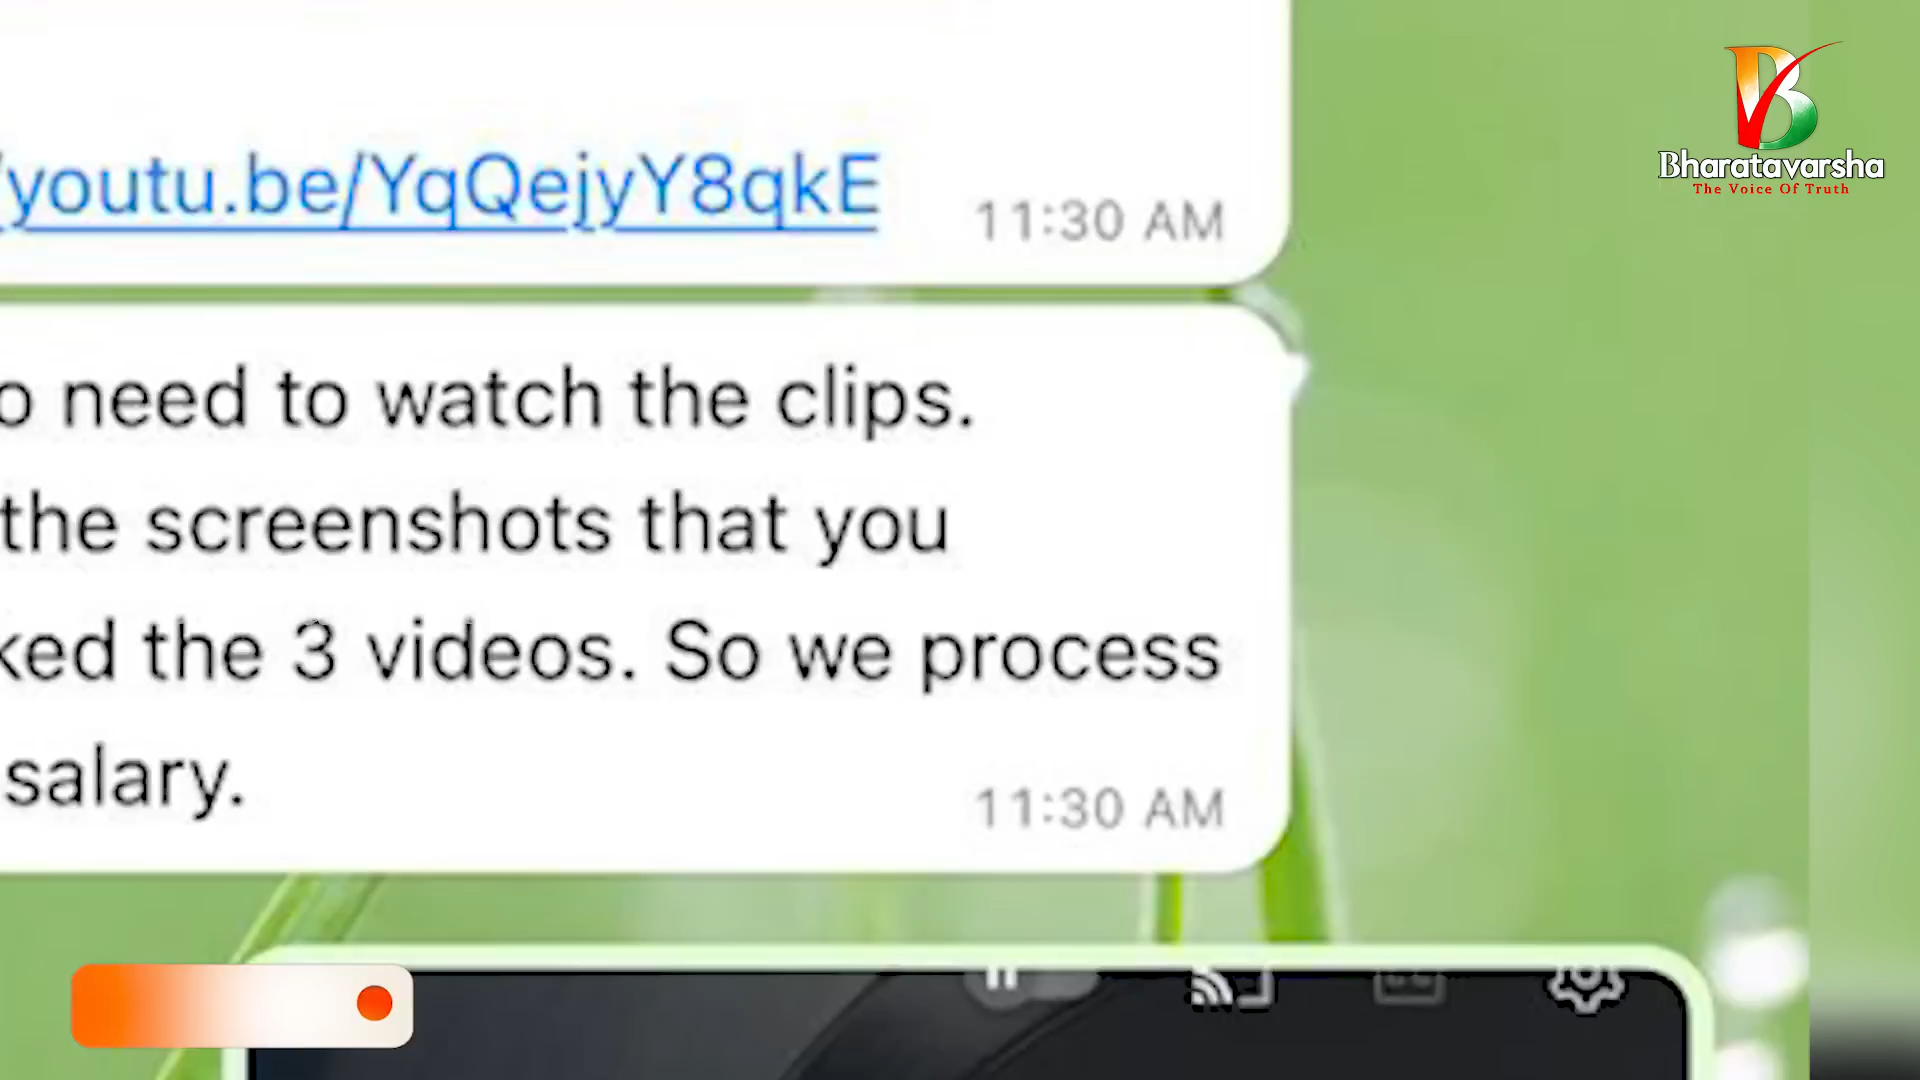 /youtu.be/YqQejyY8qkE
11:30 AM
Bharatavarsha
The Voice Of Truth
need to watch the clips.
the screenshots that you
the 3 videos. So we process
salary.
11:30 AM